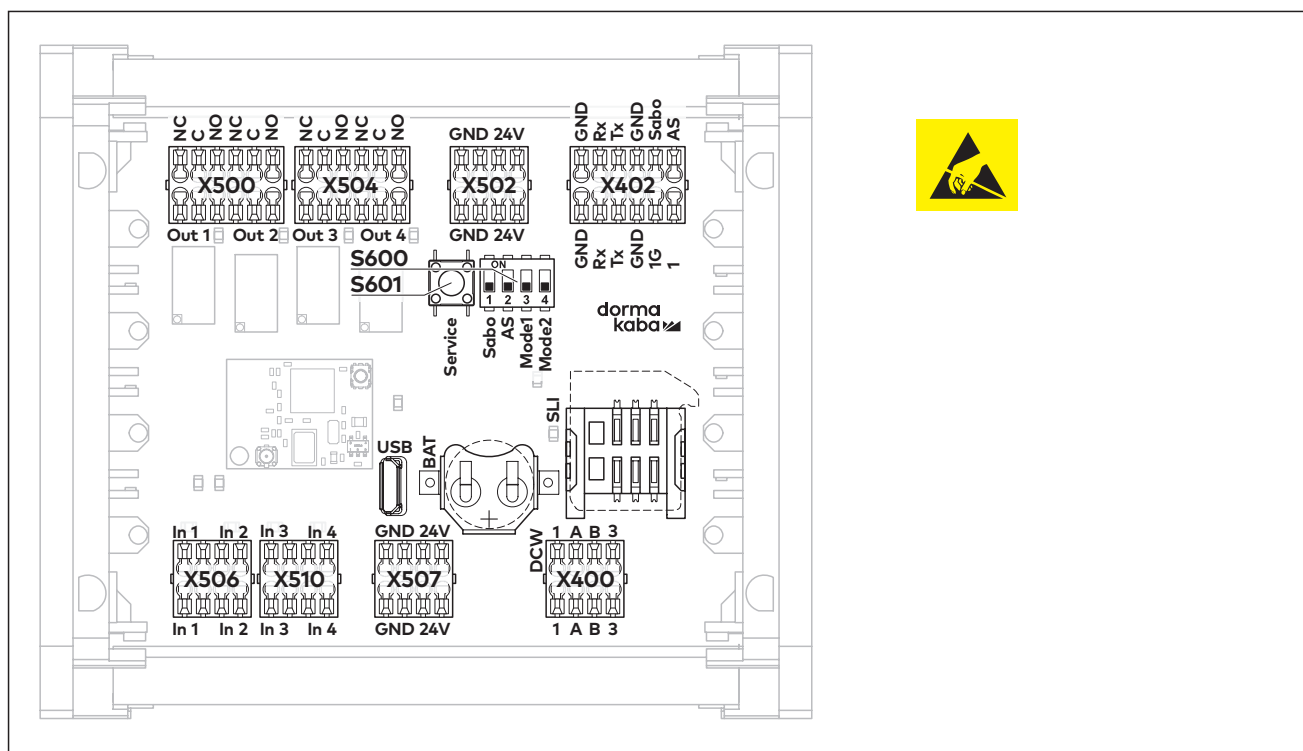 NC C NO NC C NO
NC C NO NC C NO
GND 24V
GND Rx Tx GND Sabo AS
X500
X504
X502
X402
Out 1 Out 2 Out 3 Out 4
GND 24V
GND Rx Tx GND 1G 1
S600
S601
ON
1 2 3 4
Service
Sabo AS Mode1 Mode2
dorma
kaba
USB
BAT
SLI
In 1 In 2 In 3 In 4
GND 24V
DCW
1 A B 3
X506
X510
X507
X400
In 1 In 2 In 3 In 4
GND 24V
1 A B 3